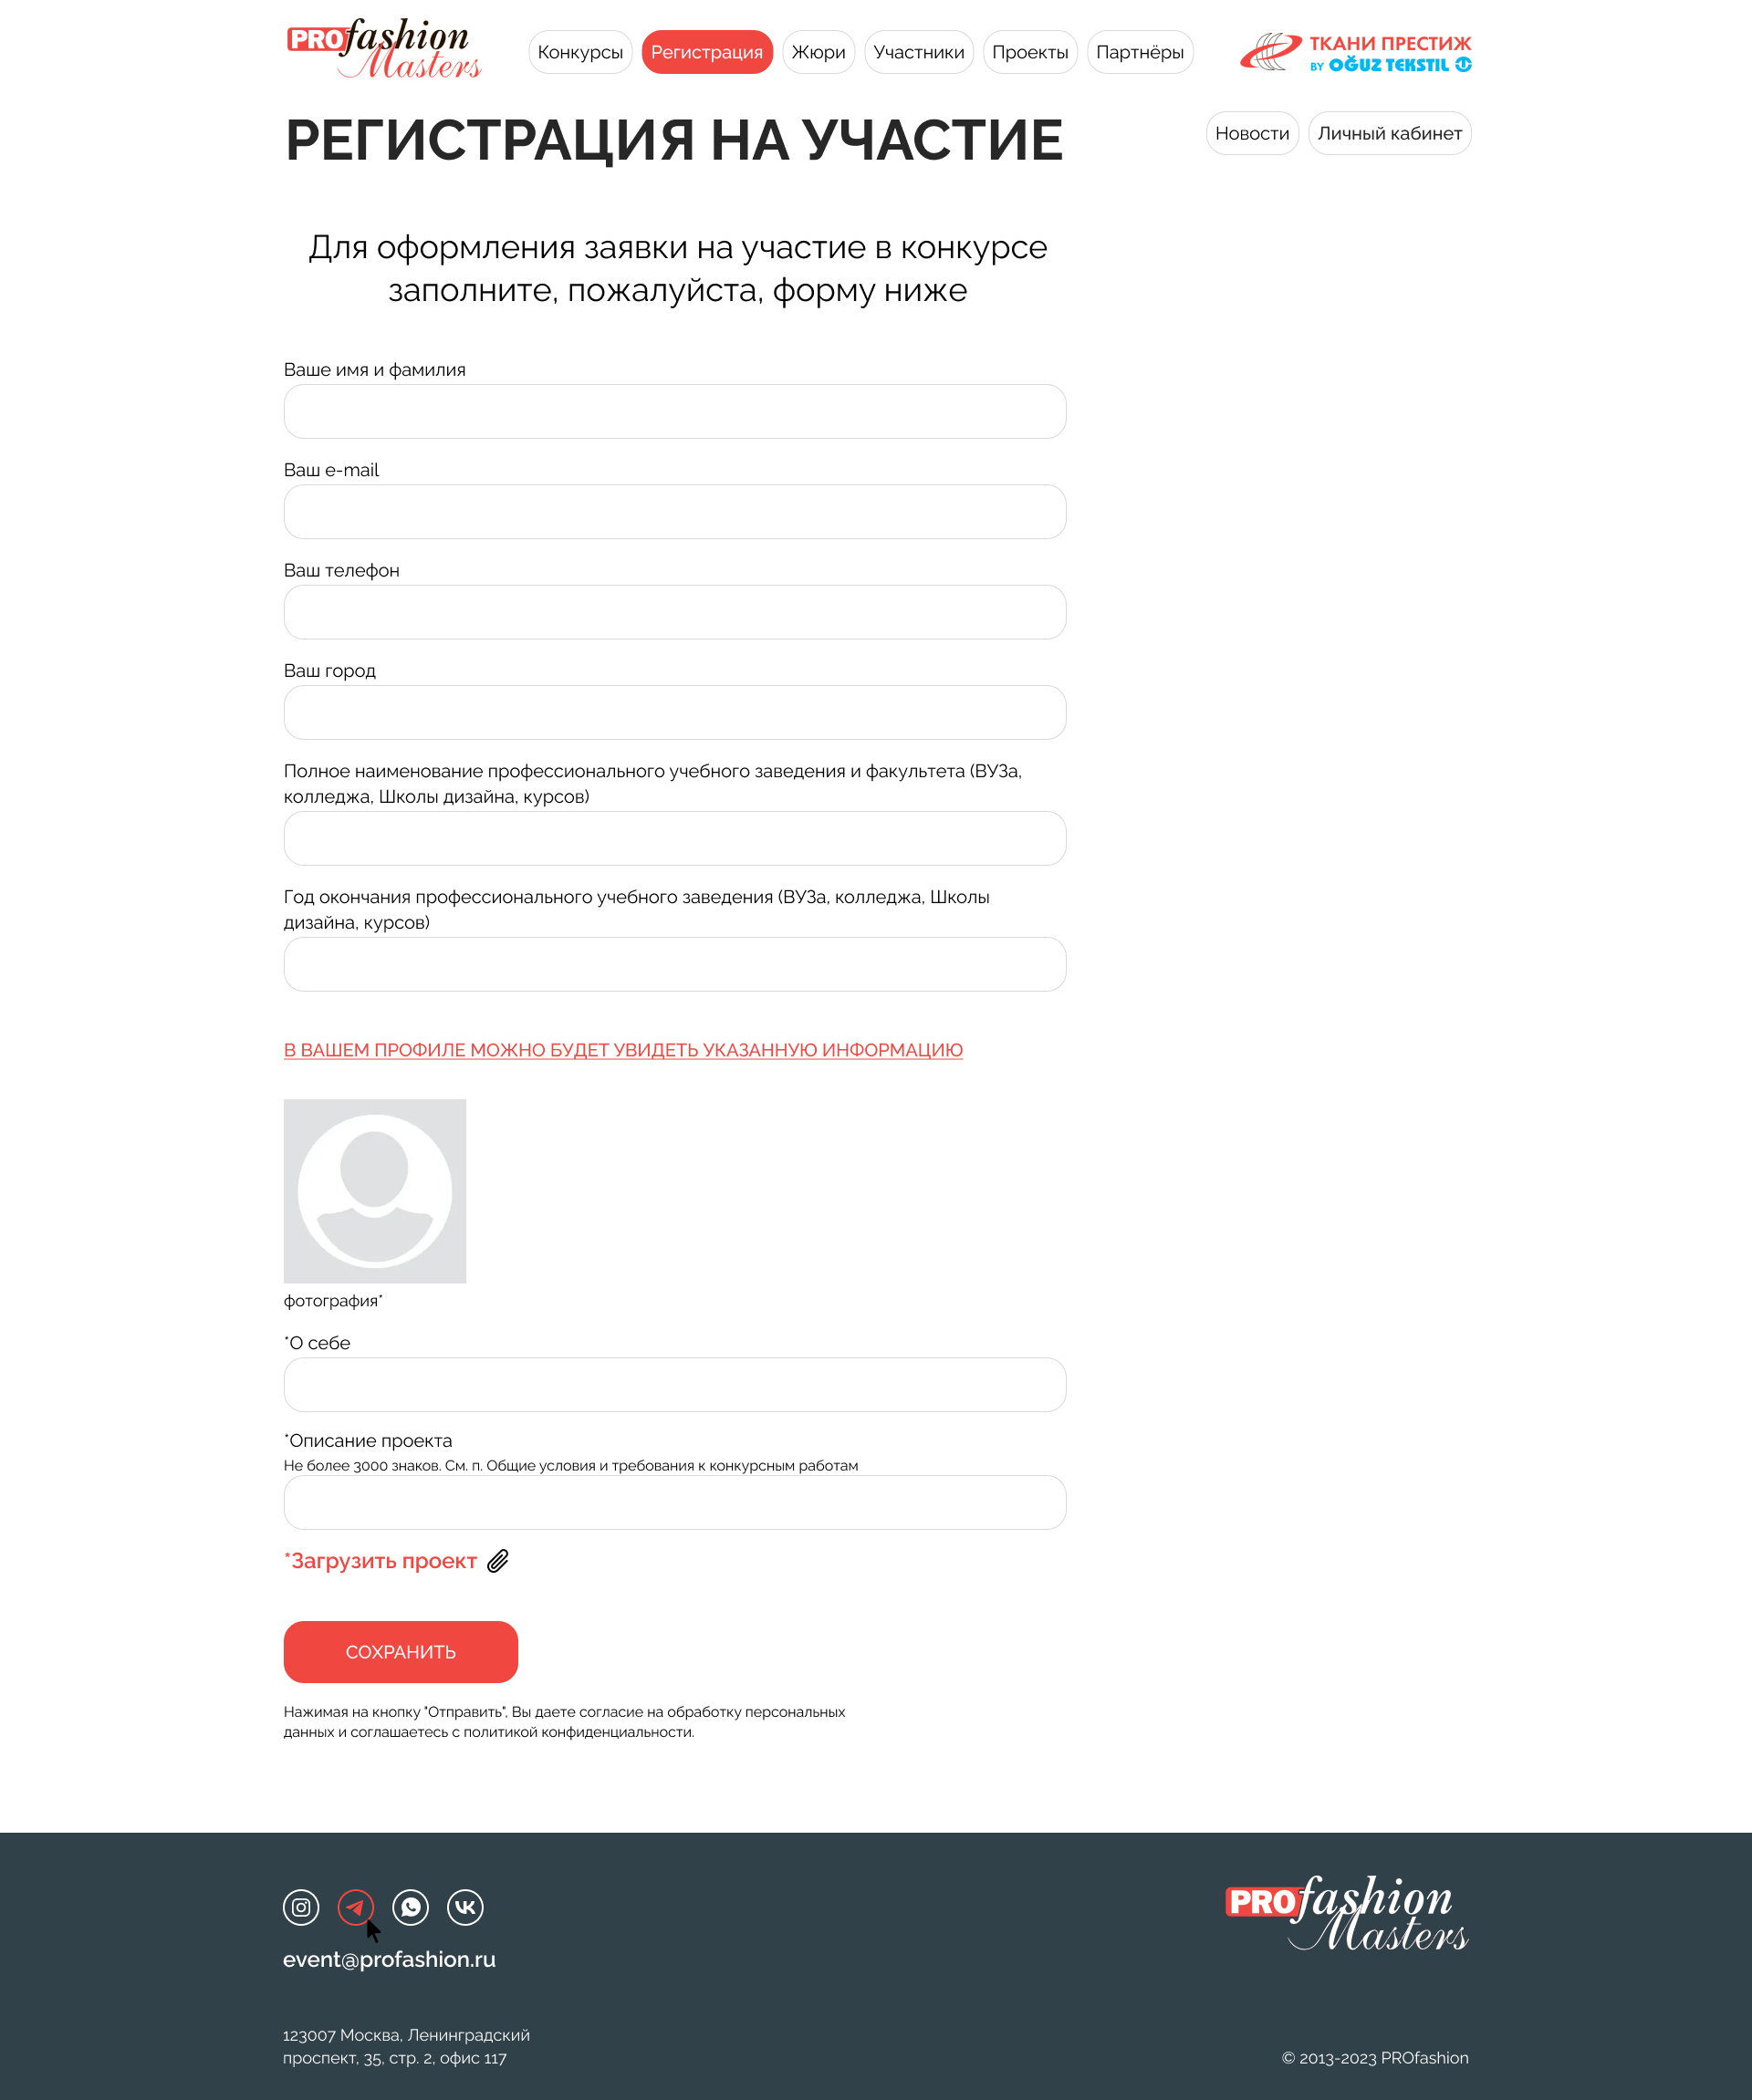 PROfashion
Masters
Конкурсы
Регистрация
Жюри
Участники
Проекты
Партнёры
ТКАНИ ПРЕСТИЖ
BY OĞUZ TEKSTIL
РЕГИСТРАЦИЯ НА УЧАСТИЕ
Новости
Личный кабинет
Для оформления заявки на участие в конкурсе
заполните, пожалуйста, форму ниже
Ваше имя и фамилия
Ваш e-mail
Ваш телефон
Ваш город
Полное наименование профессионального учебного заведения и факультета (ВУЗа,
колледжа, Школы дизайна, курсов)
Год окончания профессионального учебного заведения (ВУЗа, колледжа, Школы
дизайна, курсов)
В ВАШЕМ ПРОФИЛЕ МОЖНО БУДЕТ УВИДЕТЬ УКАЗАННУЮ ИНФОРМАЦИЮ
фотография*
*О себе
*Описание проекта
Не более 3000 знаков. См. п. Общие условия и требования к конкурсным работам
*Загрузить проект
СОХРАНИТЬ
Нажимая на кнопку "Отправить", Вы даете согласие на обработку персональных
данных и соглашаетесь с политикой конфиденциальности.
PROfashion
Masters
event@profashion.ru
123007 Москва, Ленинградский
проспект, 35, стр. 2, офис 117
© 2013-2023 PROfashion